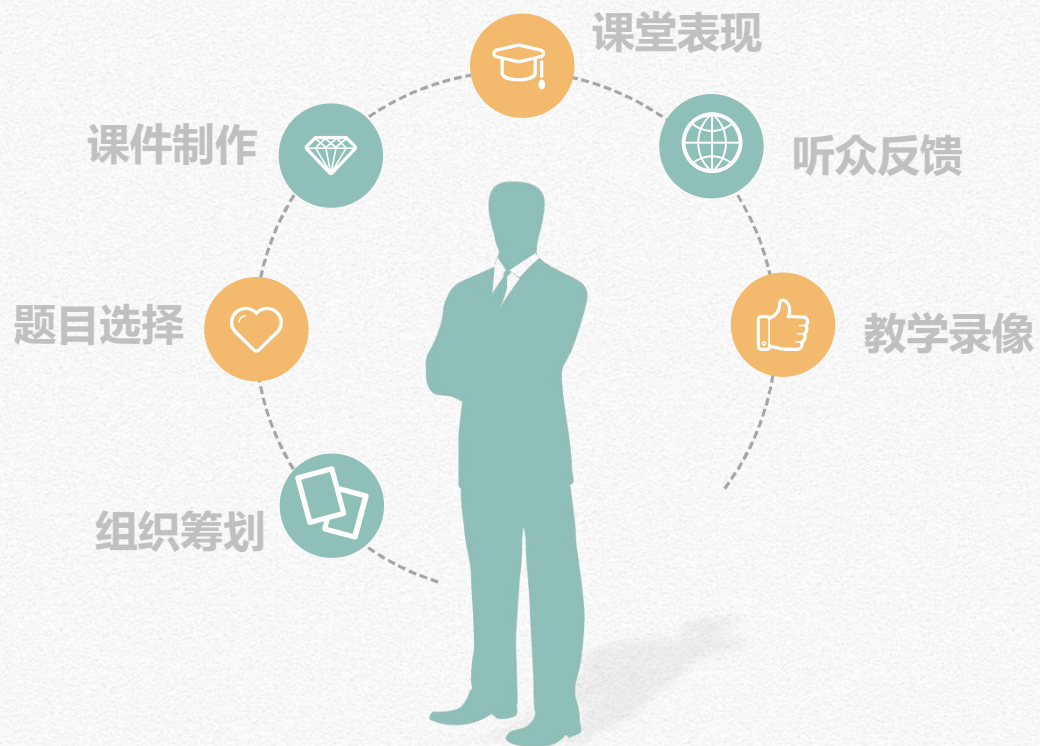 课堂表现
课件制作
听众反馈
题目选择
教学录像
组织筹划